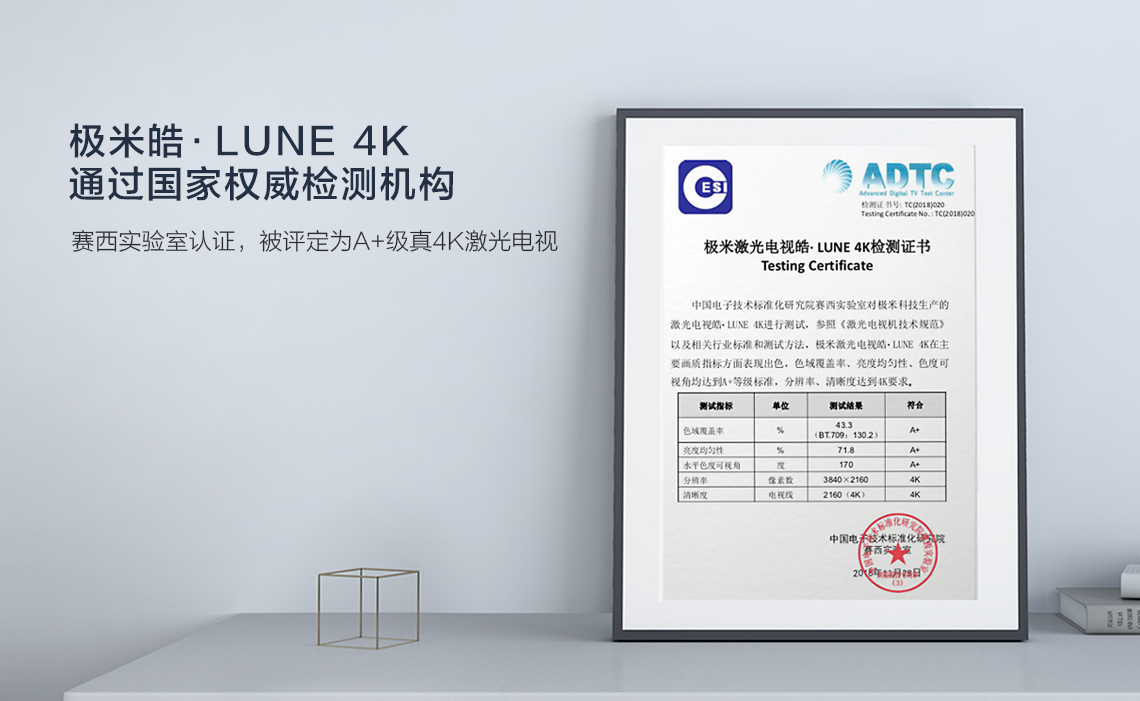 极米皓· LUNE 4K
通过国家权威检测机构
赛西实验室认证，被评定为A+级真4K激光电视
CESI
ADTC
Advanced Digital TV Test Center
检测证书号: TC(2018)020
Testing Certificate No. : TC(2018)020
极米激光电视皓· LUNE 4K检测证书
Testing Certificate
中国电子技术标准化研究院赛西实验室对极米科技生产的
激光电视皓·LUNE 4K进行测试，参照《激光电视机技术规范》
以及相关行业标准和测试方法，极米激光电视皓·LUNE 4K在主
要画质指标方面表现出色，色域覆盖率、亮度均匀性、色度可
视角均达到A+等级标准，分辨率、清晰度达到4K要求。
测试指标 单位 测试结果 符合
色域覆盖率 % 43.3 （BT.709：130.2） A+
亮度均匀性 % 71.8 A+
水平色度可视角 度 170 A+
分辨率 像素数 3840×2160 4K
清晰度 电视线 2160（4K） 4K
中国电子技术标准化研究院
赛西实验室
2018年11月28日
(3)